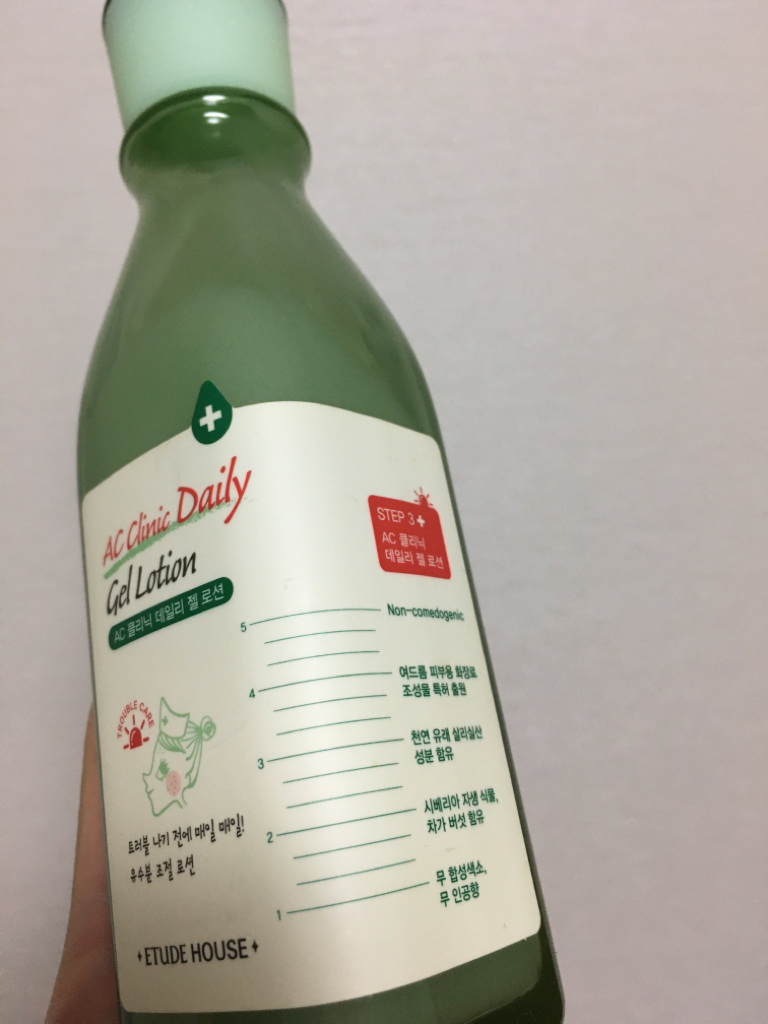 AC Clinic Daily
Gel Lotion
AC 클리닉 데일리 젤 로션
STEP 3
AC 클리닉
데일리 젤 로션
5
Non-comedogenic
4
여드름 피부용 화장료
조성물 특허 출원
3
천연 유래 살리실산
성분 함유
2
시베리아 자생 식물,
차가 버섯 함유
1
무 합성색소,
무 인공향
TROUBLE CARE
트러블 나기 전에 매일 매일!
유수분 조절 로션
ETUDE HOUSE